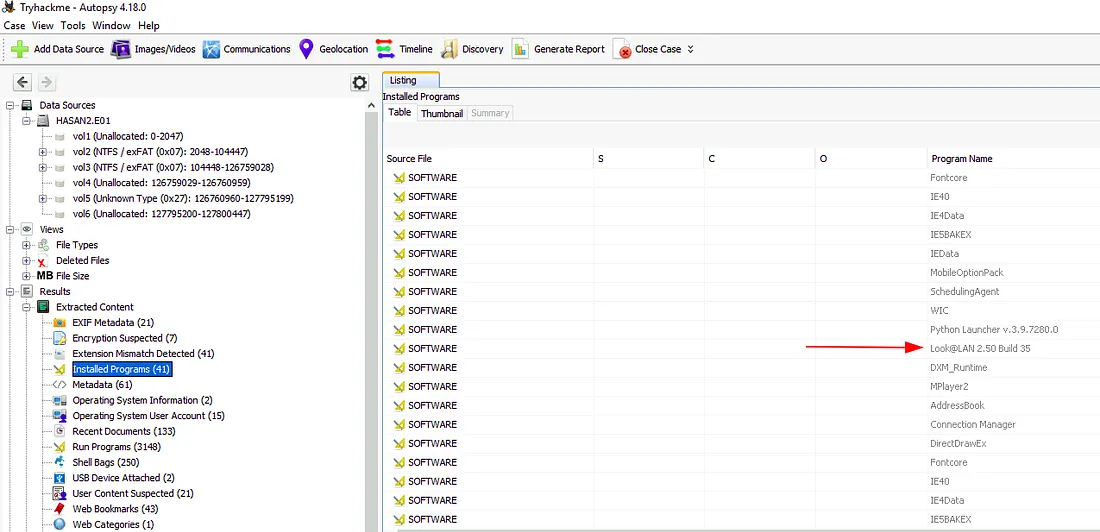 Tryhackme - Autopsy 4.18.0
Case View Tools Window Help
Add Data Source Images/Videos Communications Geolocation Timeline Discovery Generate Report Close Case
Listing
Installed Programs
Table Thumbnail Summary
Source File S C O Program Name
SOFTWARE Fontcore
SOFTWARE IE40
SOFTWARE IE4Data
SOFTWARE IE5BAKEX
SOFTWARE IEData
SOFTWARE MobileOptionPack
SOFTWARE SchedulingAgent
SOFTWARE WIC
SOFTWARE Python Launcher v.3.9.7280.0
SOFTWARE Look@LAN 2.50 Build 35
SOFTWARE DXM_Runtime
SOFTWARE MPlayer2
SOFTWARE AddressBook
SOFTWARE Connection Manager
SOFTWARE DirectDrawEx
SOFTWARE Fontcore
SOFTWARE IE40
SOFTWARE IE4Data
SOFTWARE IE5BAKEX
Data Sources
HASAN2.E01
vol1 (Unallocated: 0-2047)
vol2 (NTFS / exFAT (0x07): 2048-104447)
vol3 (NTFS / exFAT (0x07): 104448-126759028)
vol4 (Unallocated: 126759029-126760959)
vol5 (Unknown Type (0x27): 126760960-127795199)
vol6 (Unallocated: 127795200-127800447)
Views
File Types
Deleted Files
MB File Size
Results
Extracted Content
EXIF Metadata (21)
Encryption Suspected (7)
Extension Mismatch Detected (41)
Installed Programs (41)
Metadata (61)
Operating System Information (2)
Operating System User Account (15)
Recent Documents (133)
Run Programs (3148)
Shell Bags (250)
USB Device Attached (2)
User Content Suspected (21)
Web Bookmarks (43)
Web Categories (1)